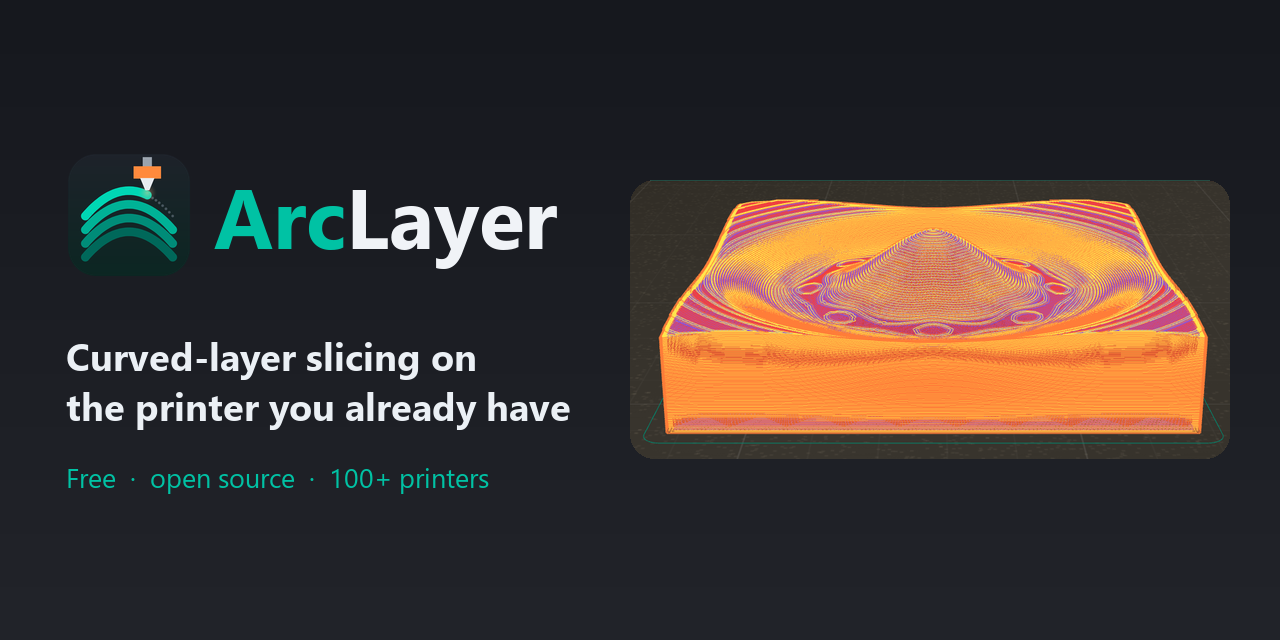 ArcLayer
Curved-layer slicing on
the printer you already have
Free · open source · 100+ printers